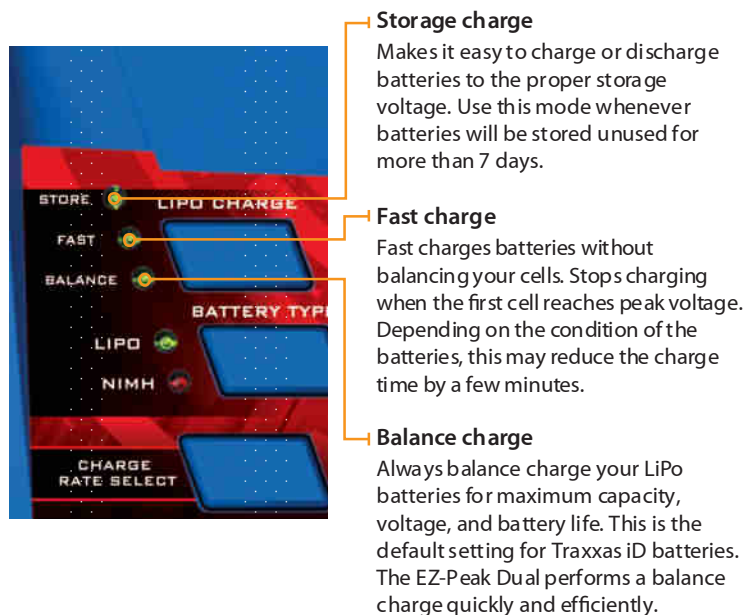 Storage charge
Makes it easy to charge or discharge
batteries to the proper storage
voltage. Use this mode whenever
batteries will be stored unused for
more than 7 days.
STORE
LIPO CHARGE
FAST
BALANCE
BATTERY TYP
LIPO
NIMH
CHARGE
RATE SELECT
Fast charge
Fast charges batteries without
balancing your cells. Stops charging
when the first cell reaches peak voltage.
Depending on the condition of the
batteries, this may reduce the charge
time by a few minutes.
Balance charge
Always balance charge your LiPo
batteries for maximum capacity,
voltage, and battery life. This is the
default setting for Traxxas iD batteries.
The EZ-Peak Dual performs a balance
charge quickly and efficiently.